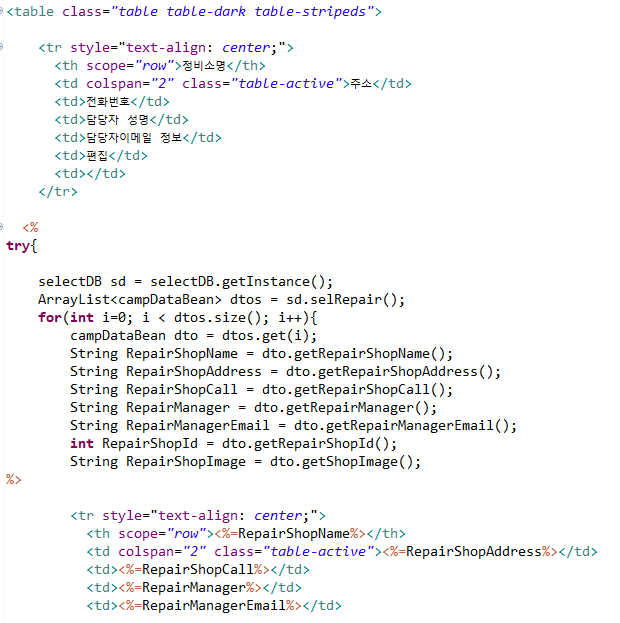 <table class="table table-dark table-stripeds">
<tr style="text-align: center;">
<th scope="row">정비소명</th>
<td colspan="2" class="table-active">주소</td>
<td>전화번호</td>
<td>담당자 성명</td>
<td>담당자이메일 정보</td>
<td>편집</td>
<td></td>
</tr>
<%
try{
selectDB sd = selectDB.getInstance();
ArrayList<campDataBean> dtos = sd.selRepair();
for(int i=0; i < dtos.size(); i++){
campDataBean dto = dtos.get(i);
String RepairShopName = dto.getRepairShopName();
String RepairShopAddress = dto.getRepairShopAddress();
String RepairShopCall = dto.getRepairShopCall();
String RepairManager = dto.getRepairManager();
String RepairManagerEmail = dto.getRepairManagerEmail();
int RepairShopId = dto.getRepairShopId();
String RepairShopImage = dto.getShopImage();
%>
<tr style="text-align: center;">
<th scope="row"><%=RepairShopName%></th>
<td colspan="2" class="table-active"><%=RepairShopAddress%></td>
<td><%=RepairShopCall%></td>
<td><%=RepairManager%></td>
<td><%=RepairManagerEmail%></td>